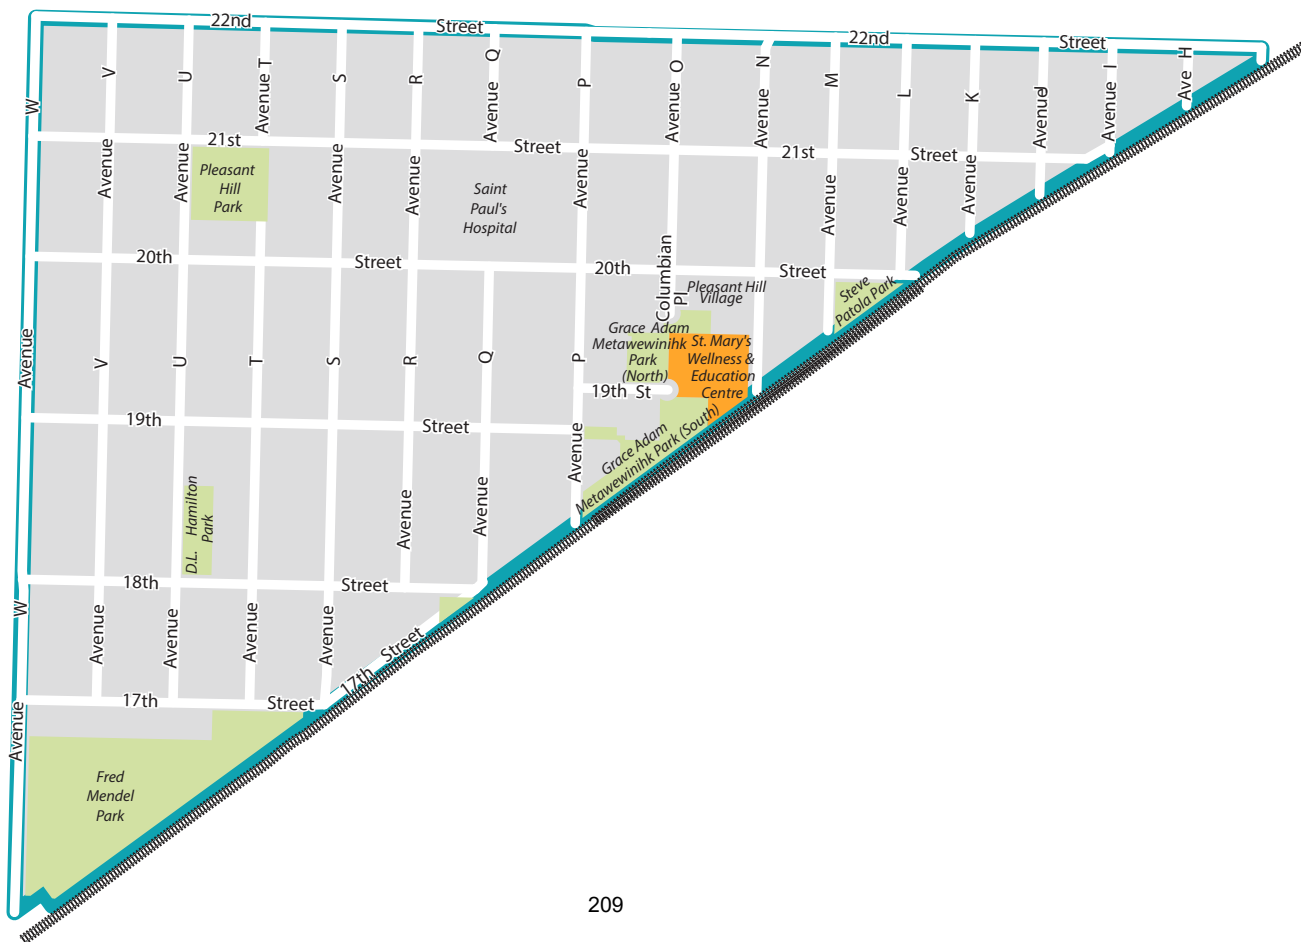 22nd
Street
22nd
Street
W
V
U
Avenue T
S
R
Avenue Q
P
Avenue O
Avenue N
M
L
K
Avenue J
Avenue I
Ave H
21st
Street
21st
Street
Avenue
Avenue
Avenue
Avenue
Avenue
Avenue
Avenue
Avenue
Pleasant
Hill
Park
Saint
Paul's
Hospital
20th
Street
20th
Street
Columbian
Pl
Pleasant Hill
Village
Steve
Patola Park
Grace Adam
Metawewinihk
Park
(North)
St. Mary's
Wellness &
Education
Centre
Avenue
V
U
T
S
R
Q
P
19th St
19th
Street
Avenue
Grace Adam
Metawewinihk Park (South)
D.L. Hamilton
Park
Avenue
Avenue
18th
Street
W
Avenue
Avenue
Avenue
Avenue
17th Street
17th
Street
Avenue
Fred
Mendel
Park
209